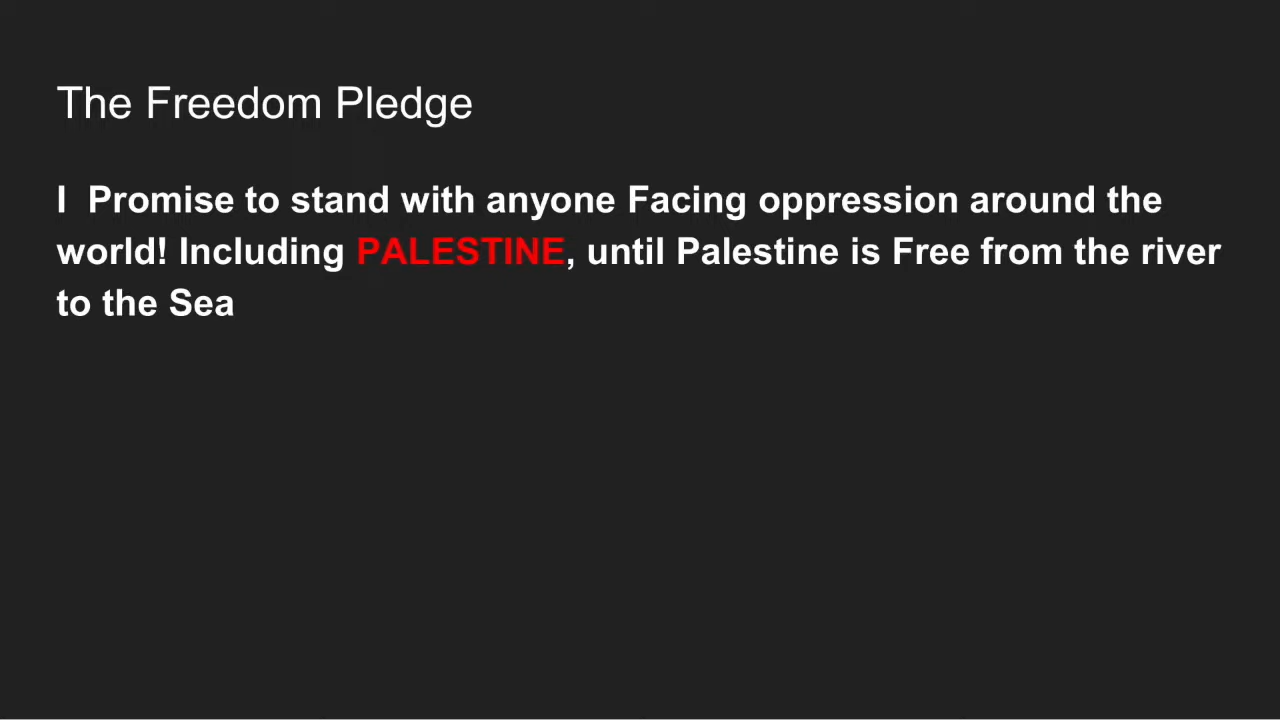 The Freedom Pledge
I  Promise to stand with anyone Facing oppression around the
world! Including PALESTINE, until Palestine is Free from the river
to the Sea